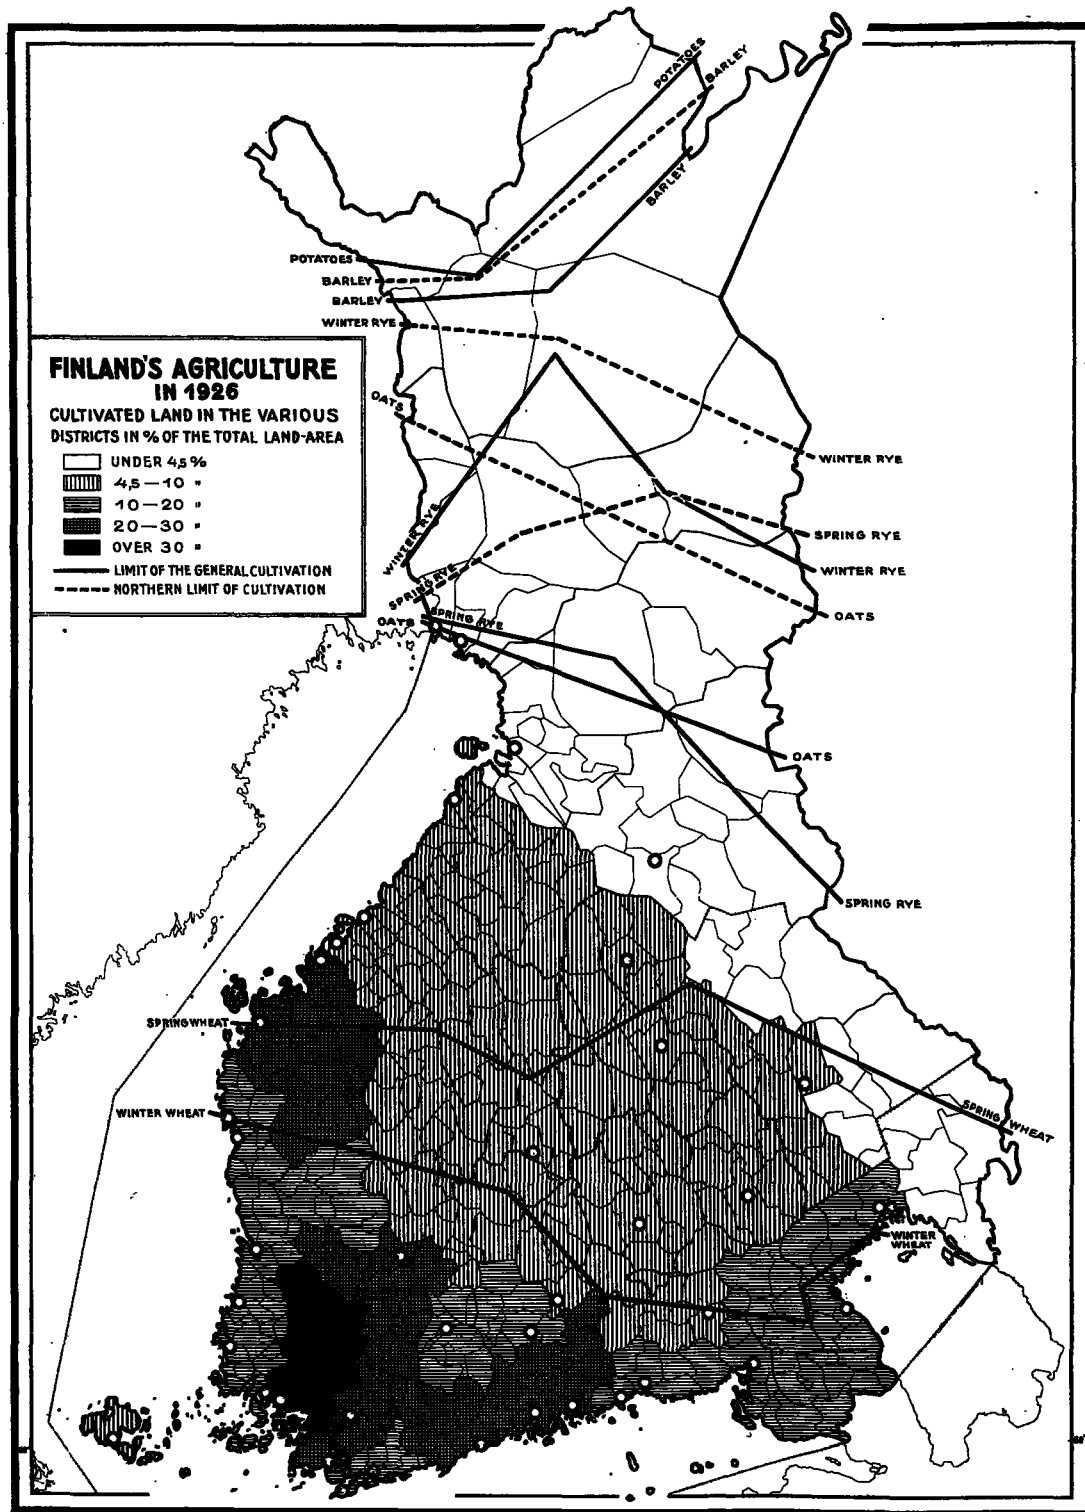 POTATOES
BARLEY
BARLEY
POTATOES
BARLEY
BARLEY
WINTER RYE
FINLAND'S AGRICULTURE
IN 1926
CULTIVATED LAND IN THE VARIOUS
DISTRICTS IN % OF THE TOTAL LAND-AREA
UNDER 4,5 %
4,5—10 "
10—20 "
20—30 "
OVER 30 "
LIMIT OF THE GENERAL CULTIVATION
NORTHERN LIMIT OF CULTIVATION
OATS
WINTER RYE
WINTER RYE
SPRING RYE
WINTER RYE
SPRING RYE
SPRING RYE
OATS
OATS
OATS
SPRING RYE
SPRING WHEAT
WINTER WHEAT
SPRING WHEAT
WINTER
WHEAT